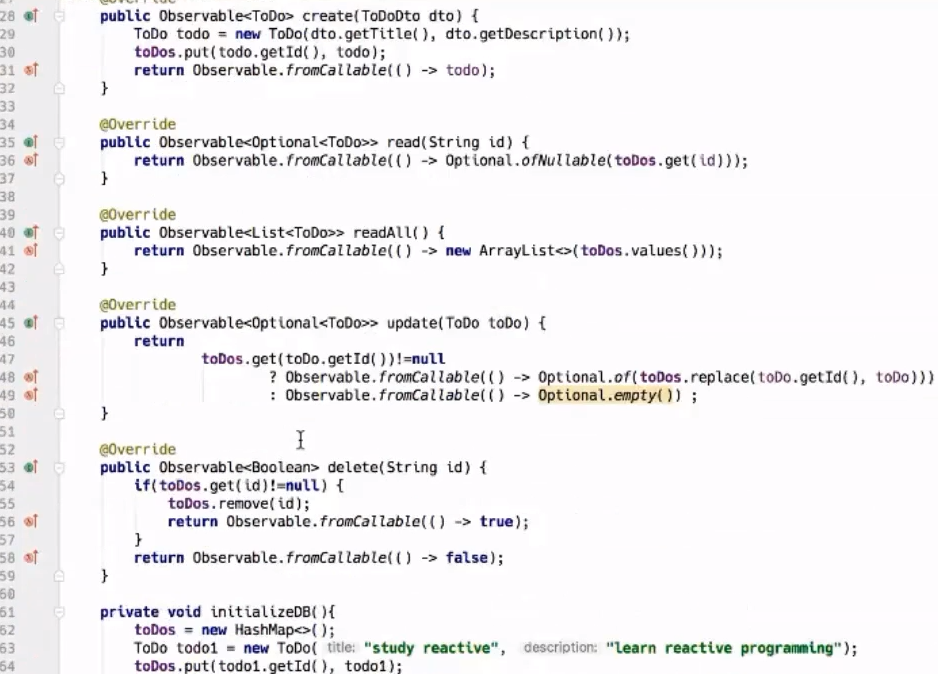 @Override
28 public Observable<ToDo> create(ToDoDto dto) {
29 ToDo todo = new ToDo(dto.getTitle(), dto.getDescription());
30 toDos.put(todo.getId(), todo);
31 return Observable.fromCallable(() -> todo);
32 }
33
34 @Override
35 public Observable<Optional<ToDo>> read(String id) {
36 return Observable.fromCallable(() -> Optional.ofNullable(toDos.get(id)));
37 }
38
39 @Override
40 public Observable<List<ToDo>> readAll() {
41 return Observable.fromCallable(() -> new ArrayList<>(toDos.values()));
42 }
43
44 @Override
45 public Observable<Optional<ToDo>> update(ToDo toDo) {
46 return
47 toDos.get(toDo.getId())!=null
48 ? Observable.fromCallable(() -> Optional.of(toDos.replace(toDo.getId(), toDo)))
49 : Observable.fromCallable(() -> Optional.empty()) ;
50 }
51
52 @Override
53 public Observable<Boolean> delete(String id) {
54 if(toDos.get(id)!=null) {
55 toDos.remove(id);
56 return Observable.fromCallable(() -> true);
57 }
58 return Observable.fromCallable(() -> false);
59 }
60
61 private void initializeDB(){
62 toDos = new HashMap<>();
63 ToDo todo1 = new ToDo( title: "study reactive", description: "learn reactive programming");
64 toDos.put(todo1.getId(), todo1);